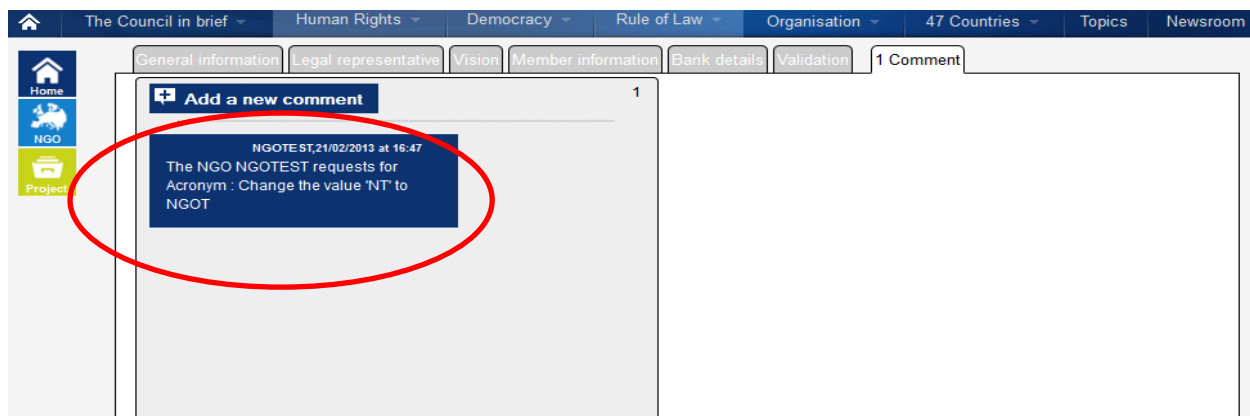 The Council in brief Human Rights Democracy Rule of Law Organisation 47 Countries Topics Newsroom
General information Legal representative Vision Member information Bank details Validation 1 Comment
Home
NGO
Project
Add a new comment 1
NGOTEST,21/02/2013 at 16:47
The NGO NGOTEST requests for
Acronym : Change the value 'NT' to
NGOT